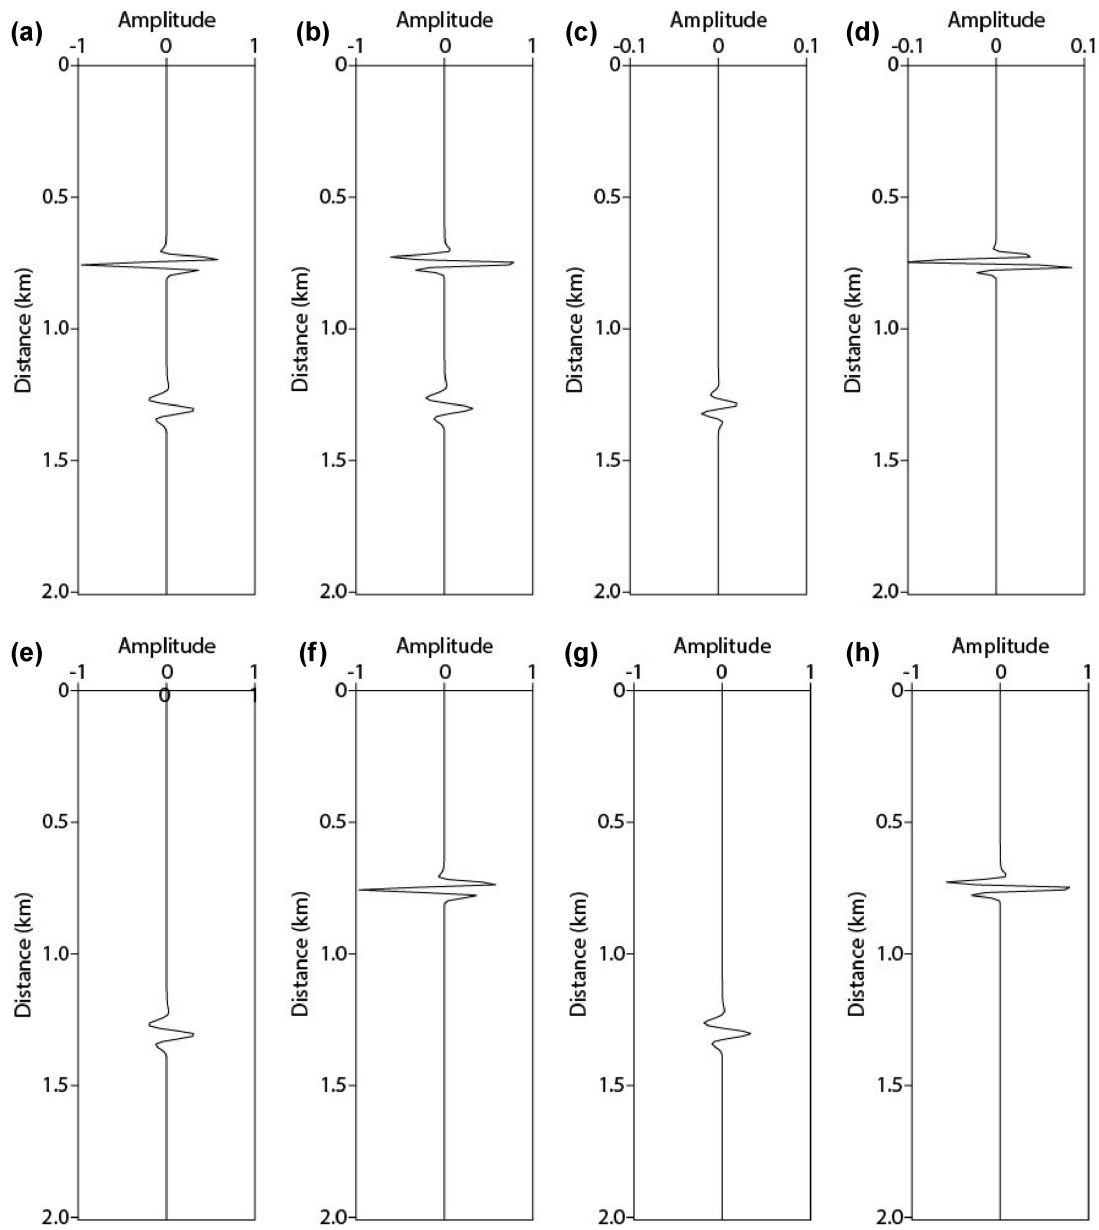 Amplitude Amplitude Amplitude Amplitude
(a) (b) (c) (d)
-1 0 1 -1 0 1 -0.1 0 0.1 -0.1 0 0.1
0 0 0 0
0.5 0.5 0.5 0.5
Distance (km) Distance (km) Distance (km) Distance (km)
1.0 1.0 1.0 1.0
1.5 1.5 1.5 1.5
2.0 2.0 2.0 2.0
Amplitude Amplitude Amplitude Amplitude
(e) (f) (g) (h)
-1 0 1 -1 0 1 -1 0 1 -1 0 1
0 0 1 0 0 0
0.5 0.5 0.5 0.5
Distance (km) Distance (km) Distance (km) Distance (km)
1.0 1.0 1.0 1.0
1.5 1.5 1.5 1.5
2.0 2.0 2.0 2.0